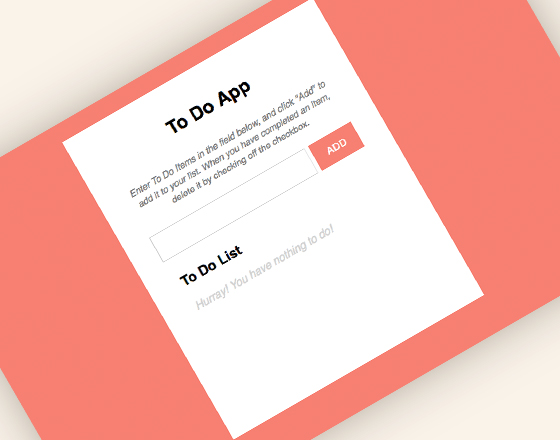 To Do App
Enter To Do Items in the field below, and click "Add" to
add it to your list. When you have completed an item,
delete it by checking off the checkbox.
ADD
To Do List
Hurray! You have nothing to do!